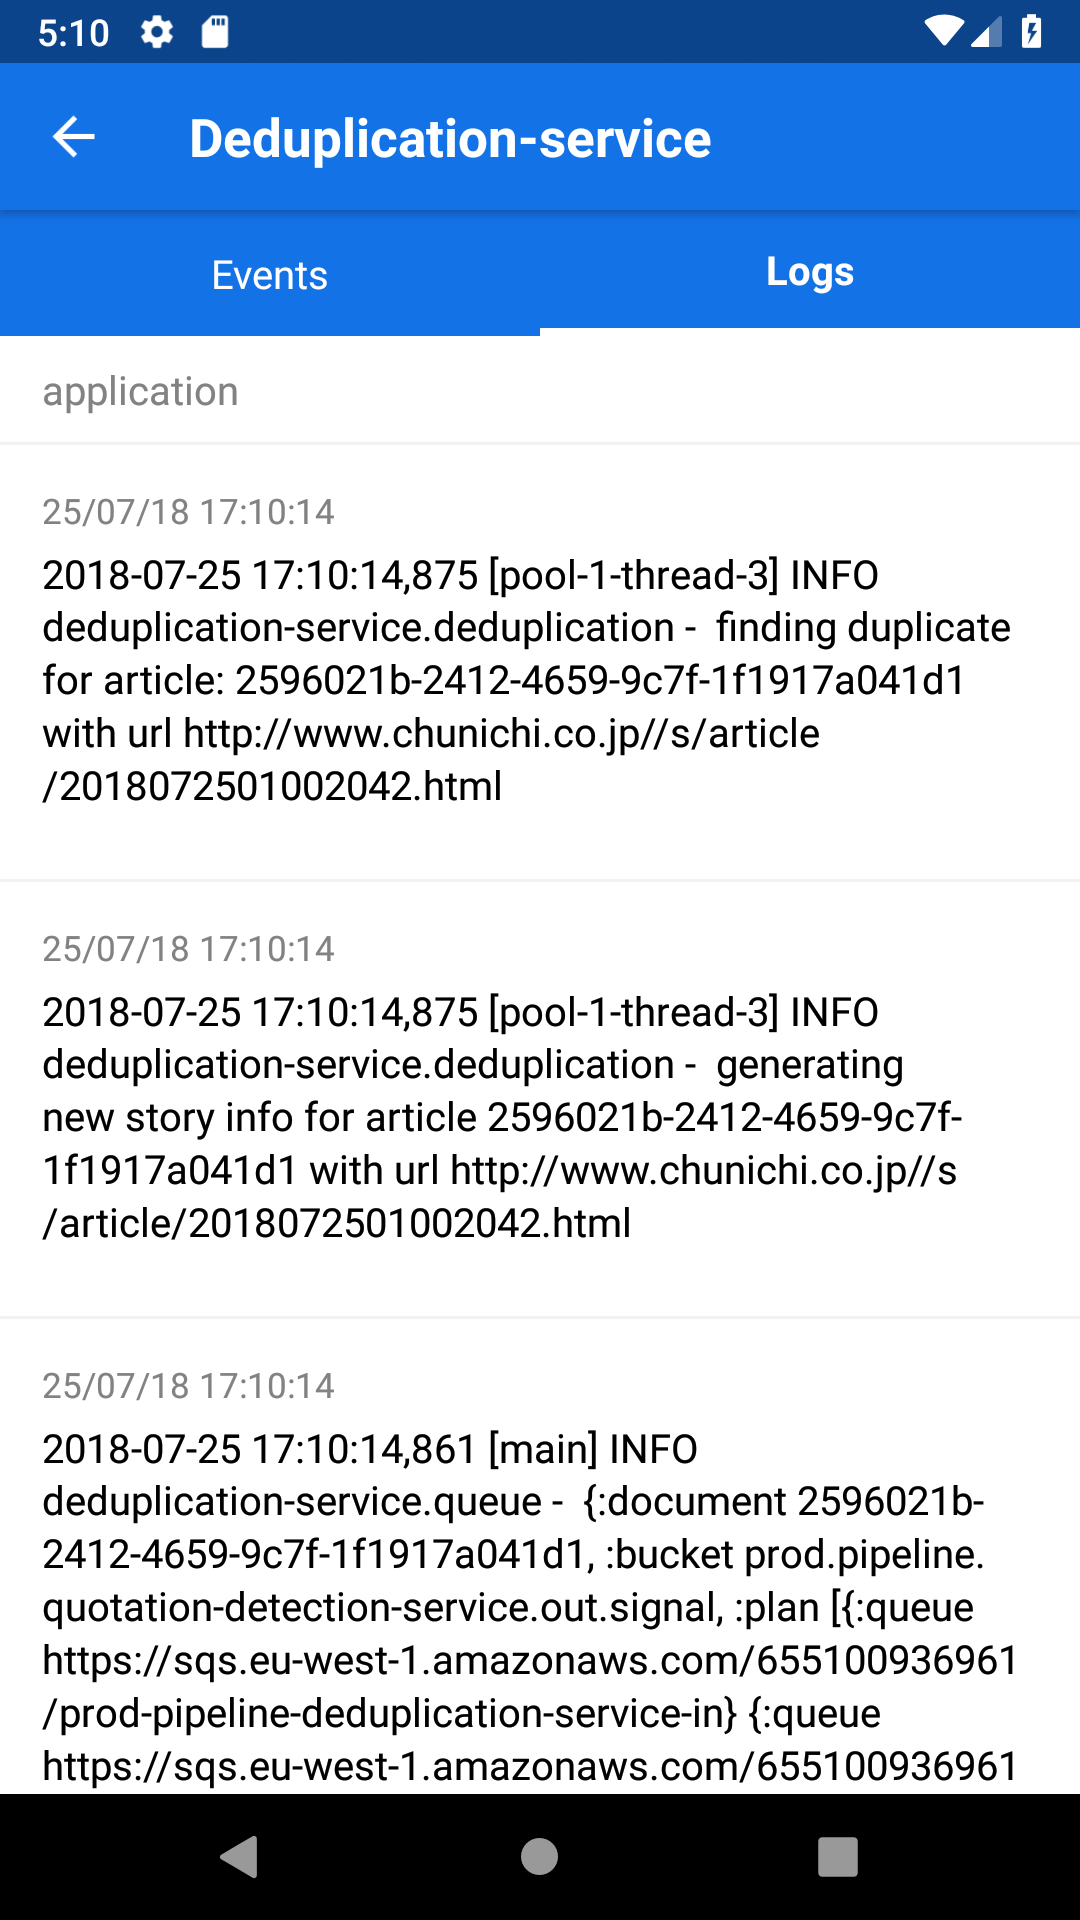 5:10
Deduplication-service
Events
Logs
application
25/07/18 17:10:14
2018-07-25 17:10:14,875 [pool-1-thread-3] INFO
deduplication-service.deduplication -  finding duplicate
for article: 2596021b-2412-4659-9c7f-1f1917a041d1
with url http://www.chunichi.co.jp//s/article
/2018072501002042.html
25/07/18 17:10:14
2018-07-25 17:10:14,875 [pool-1-thread-3] INFO
deduplication-service.deduplication -  generating
new story info for article 2596021b-2412-4659-9c7f-
1f1917a041d1 with url http://www.chunichi.co.jp//s
/article/2018072501002042.html
25/07/18 17:10:14
2018-07-25 17:10:14,861 [main] INFO
deduplication-service.queue -  {:document 2596021b-
2412-4659-9c7f-1f1917a041d1, :bucket prod.pipeline.
quotation-detection-service.out.signal, :plan [{:queue
https://sqs.eu-west-1.amazonaws.com/655100936961
/prod-pipeline-deduplication-service-in} {:queue
https://sqs.eu-west-1.amazonaws.com/655100936961